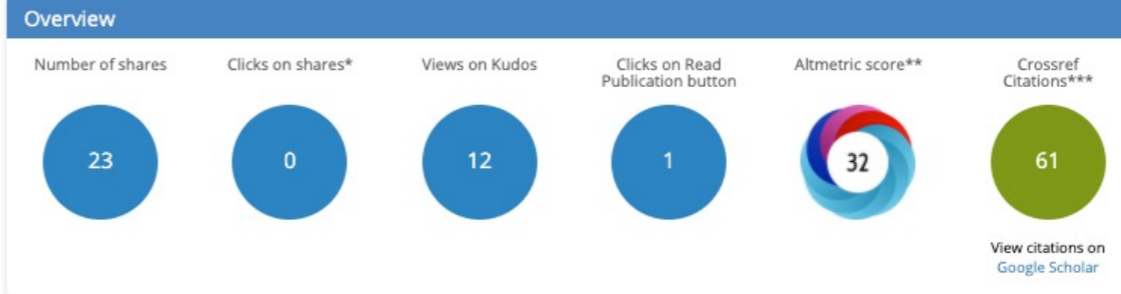 Overview
Number of shares
Clicks on shares*
Views on Kudos
Clicks on Read
Publication button
Altmetric score**
Crossref
Citations***
23
0
12
1
32
61
View citations on
Google Scholar